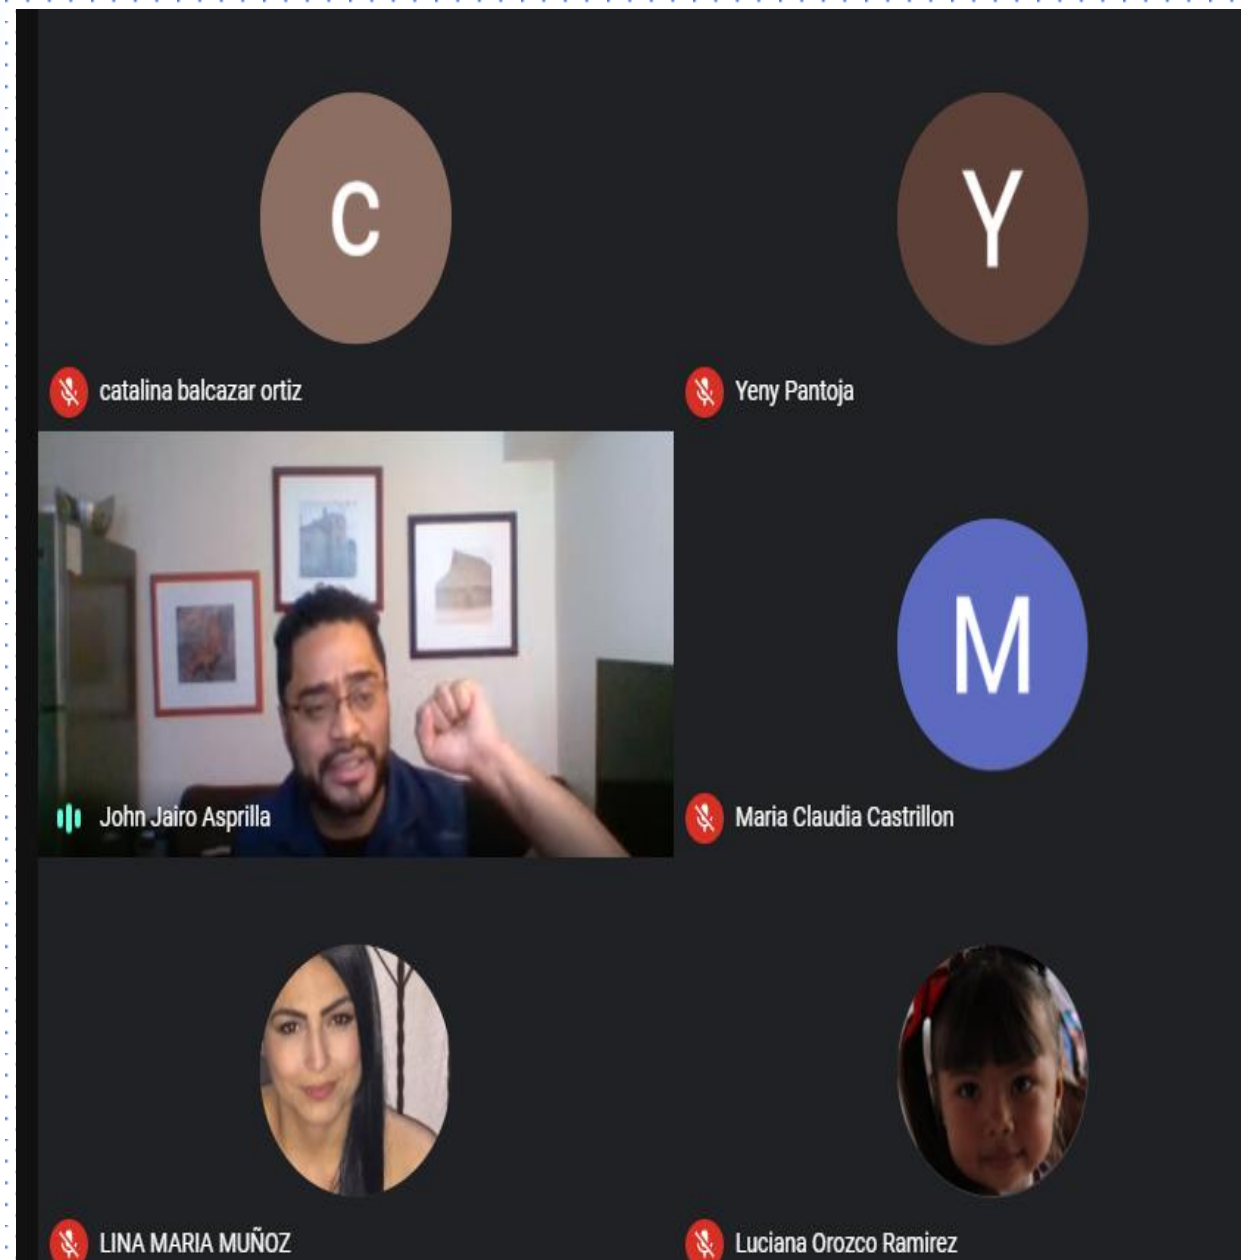 C
Y
catalina balcazar ortiz
Yeny Pantoja
M
John Jairo Asprilla
Maria Claudia Castrillon
LINA MARIA MUÑOZ
Luciana Orozco Ramirez